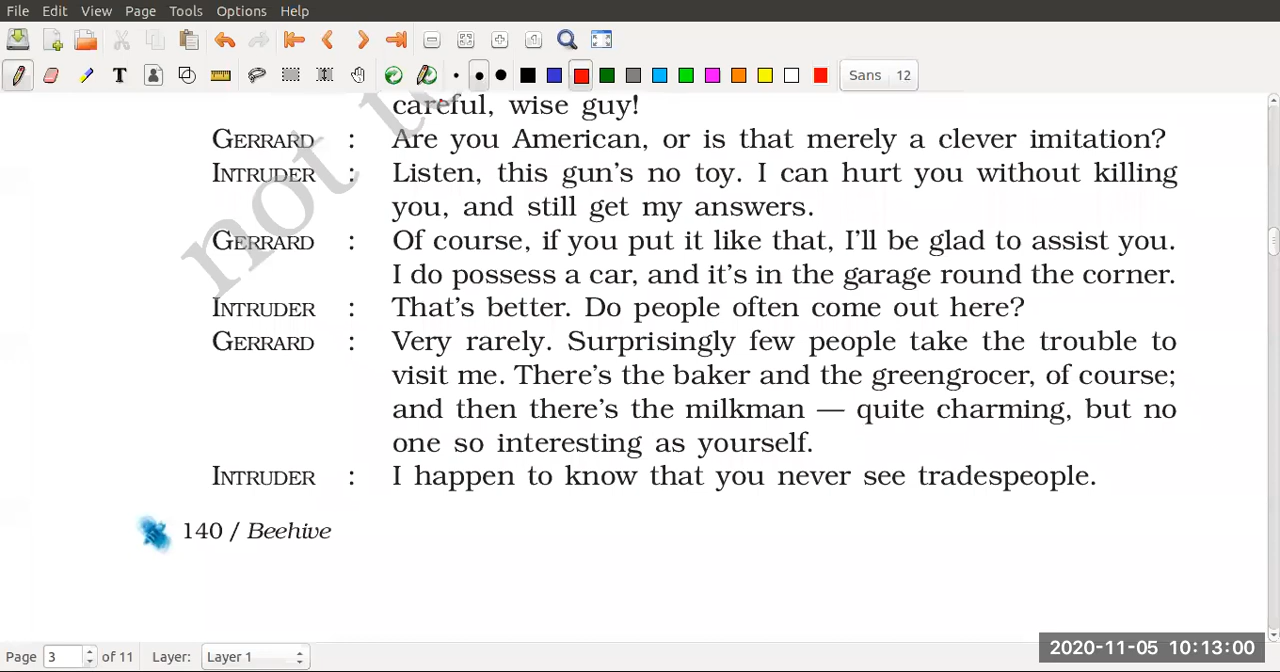 File Edit View Page Tools Options Help
T Sans 12
not t
careful, wise guy!
GERRARD : Are you American, or is that merely a clever imitation?
INTRUDER : Listen, this gun's no toy. I can hurt you without killing
you, and still get my answers.
GERRARD : Of course, if you put it like that, I'll be glad to assist you.
I do possess a car, and it's in the garage round the corner.
INTRUDER : That's better. Do people often come out here?
GERRARD : Very rarely. Surprisingly few people take the trouble to
visit me. There's the baker and the greengrocer, of course;
and then there's the milkman — quite charming, but no
one so interesting as yourself.
INTRUDER : I happen to know that you never see tradespeople.
140 / Beehive
Page 3 of 11 Layer: Layer 1
2020-11-05 10:13:00